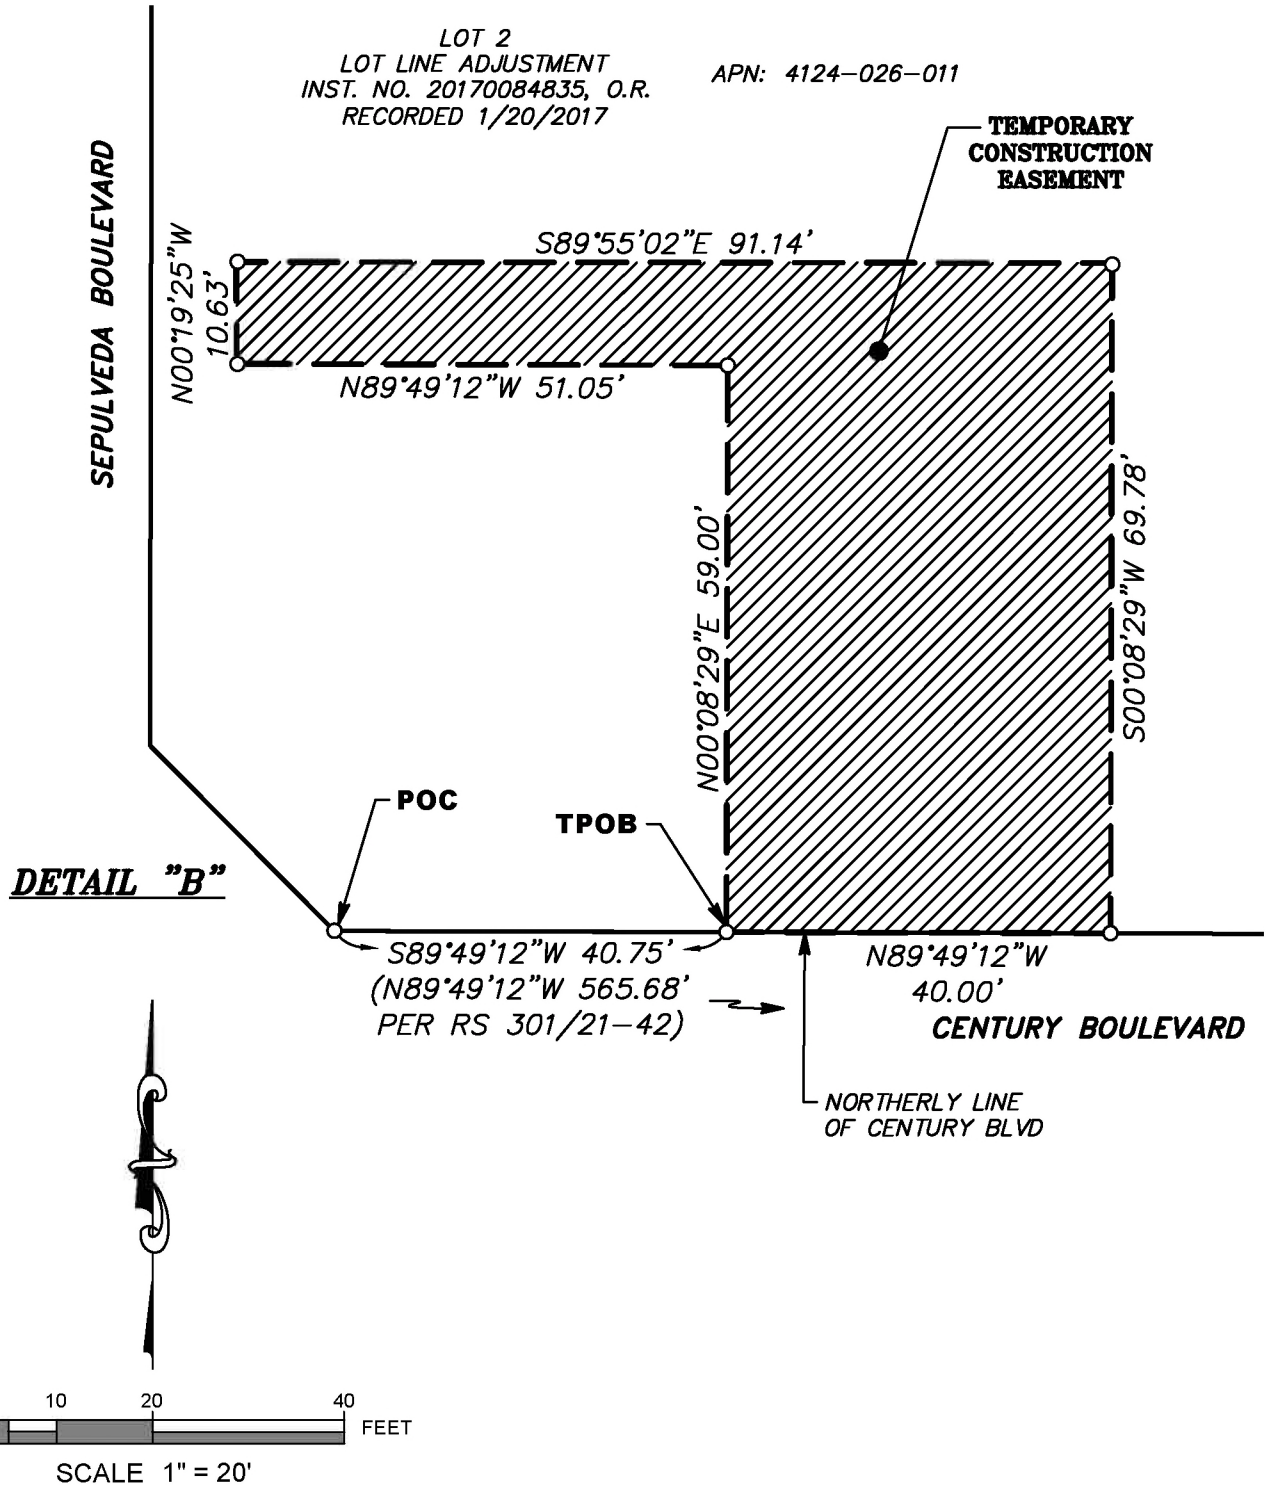 LOT 2
LOT LINE ADJUSTMENT
INST. NO. 20170084835, O.R.
RECORDED 1/20/2017
APN: 4124-026-011
TEMPORARY
CONSTRUCTION
EASEMENT
SEPULVEDA BOULEVARD
N00°19'25"W
10.63'
S89°55'02"E 91.14'
N89°49'12"W 51.05'
N00°08'29"E 59.00'
S00°08'29"W 69.78'
POC
TPOB
DETAIL "B"
S89°49'12"W 40.75'
(N89°49'12"W 565.68'
PER RS 301/21-42)
N89°49'12"W
40.00'
CENTURY BOULEVARD
NORTHERLY LINE
OF CENTURY BLVD
10 20 40
FEET
SCALE 1" = 20'